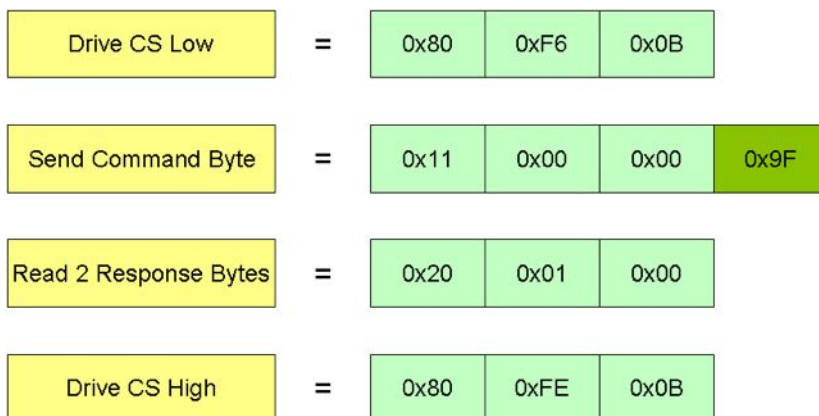 Drive CS Low = 0x80 0xF6 0x0B
Send Command Byte = 0x11 0x00 0x00 0x9F
Read 2 Response Bytes = 0x20 0x01 0x00
Drive CS High = 0x80 0xFE 0x0B